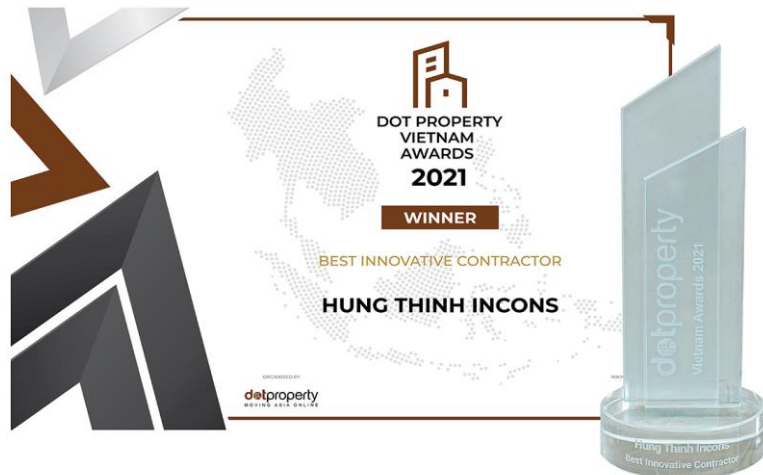 DOT PROPERTY
VIETNAM
AWARDS
2021
WINNER
BEST INNOVATIVE CONTRACTOR
HUNG THINH INCONS
ORGANISED BY
dotproperty
MOVING ASIA ONLINE
dotproperty
Vietnam Awards 2021
Hung Thinh Incons
Best Innovative Contractor